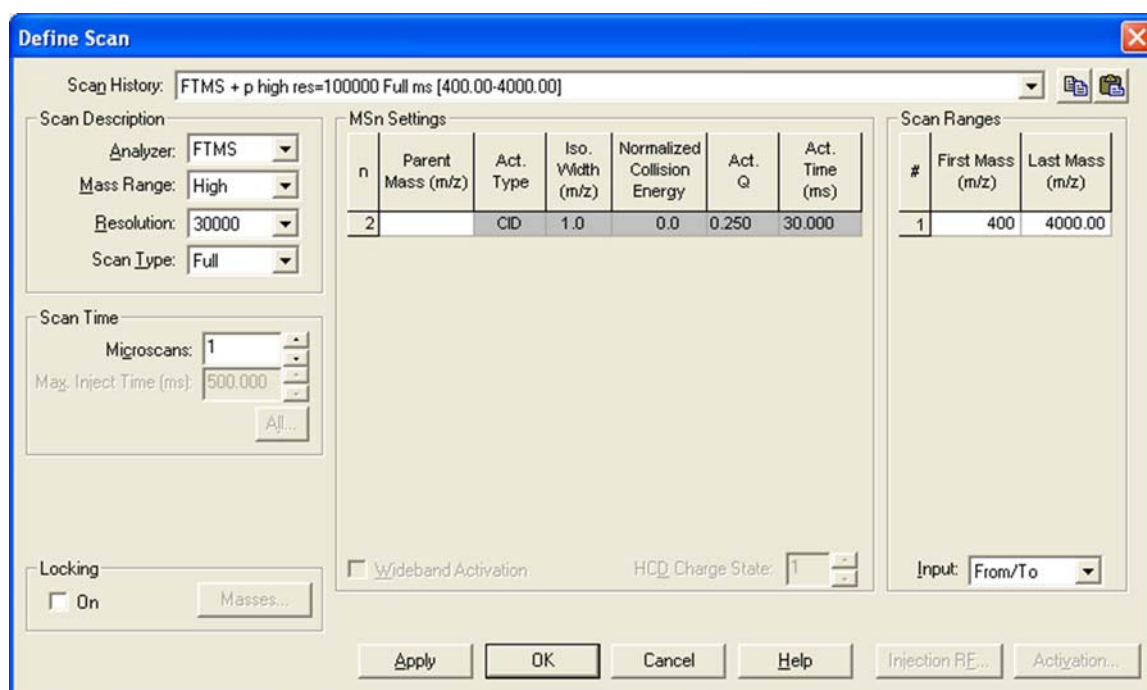 Define Scan
Scan History: FTMS + p high res=100000 Full ms [400.00-4000.00]
Scan Description
Analyzer: FTMS
Mass Range: High
Resolution: 30000
Scan Type: Full
Scan Time
Microscans: 1
Max. Inject Time (ms): 500.000
All...
Locking
On
Masses...
MSn Settings
n Parent Mass (m/z) Act. Type Iso. Width (m/z) Normalized Collision Energy Act. Q Act. Time (ms)
2 CID 1.0 0.0 0.250 30.000
Wideband Activation HCD Charge State: 1
Scan Ranges
# First Mass (m/z) Last Mass (m/z)
1 400 4000.00
Input: From/To
Apply OK Cancel Help Injection RF... Activation...